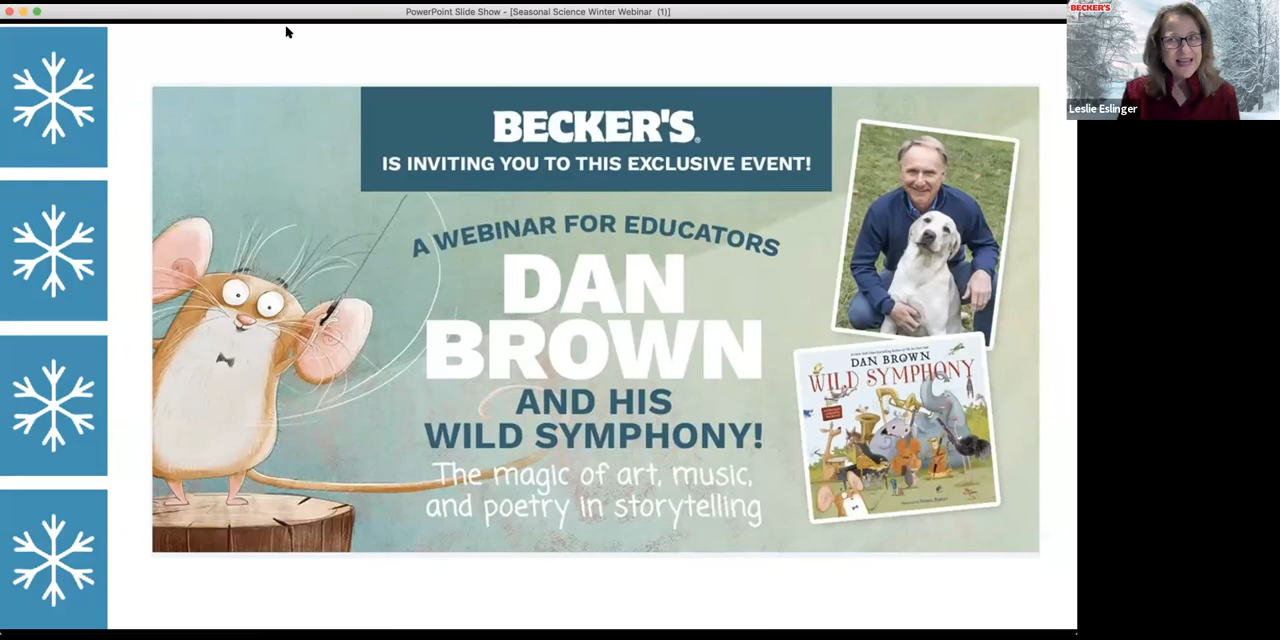 PowerPoint Slide Show - [Seasonal Science Winter Webinar (1)]
BECKER'S
Leslie Eslinger
BECKER'S®
IS INVITING YOU TO THIS EXCLUSIVE EVENT!
A WEBINAR FOR EDUCATORS
DAN
BROWN
AND HIS
WILD SYMPHONY!
The magic of art, music,
and poetry in storytelling
DAN BROWN
WILD SYMPHONY